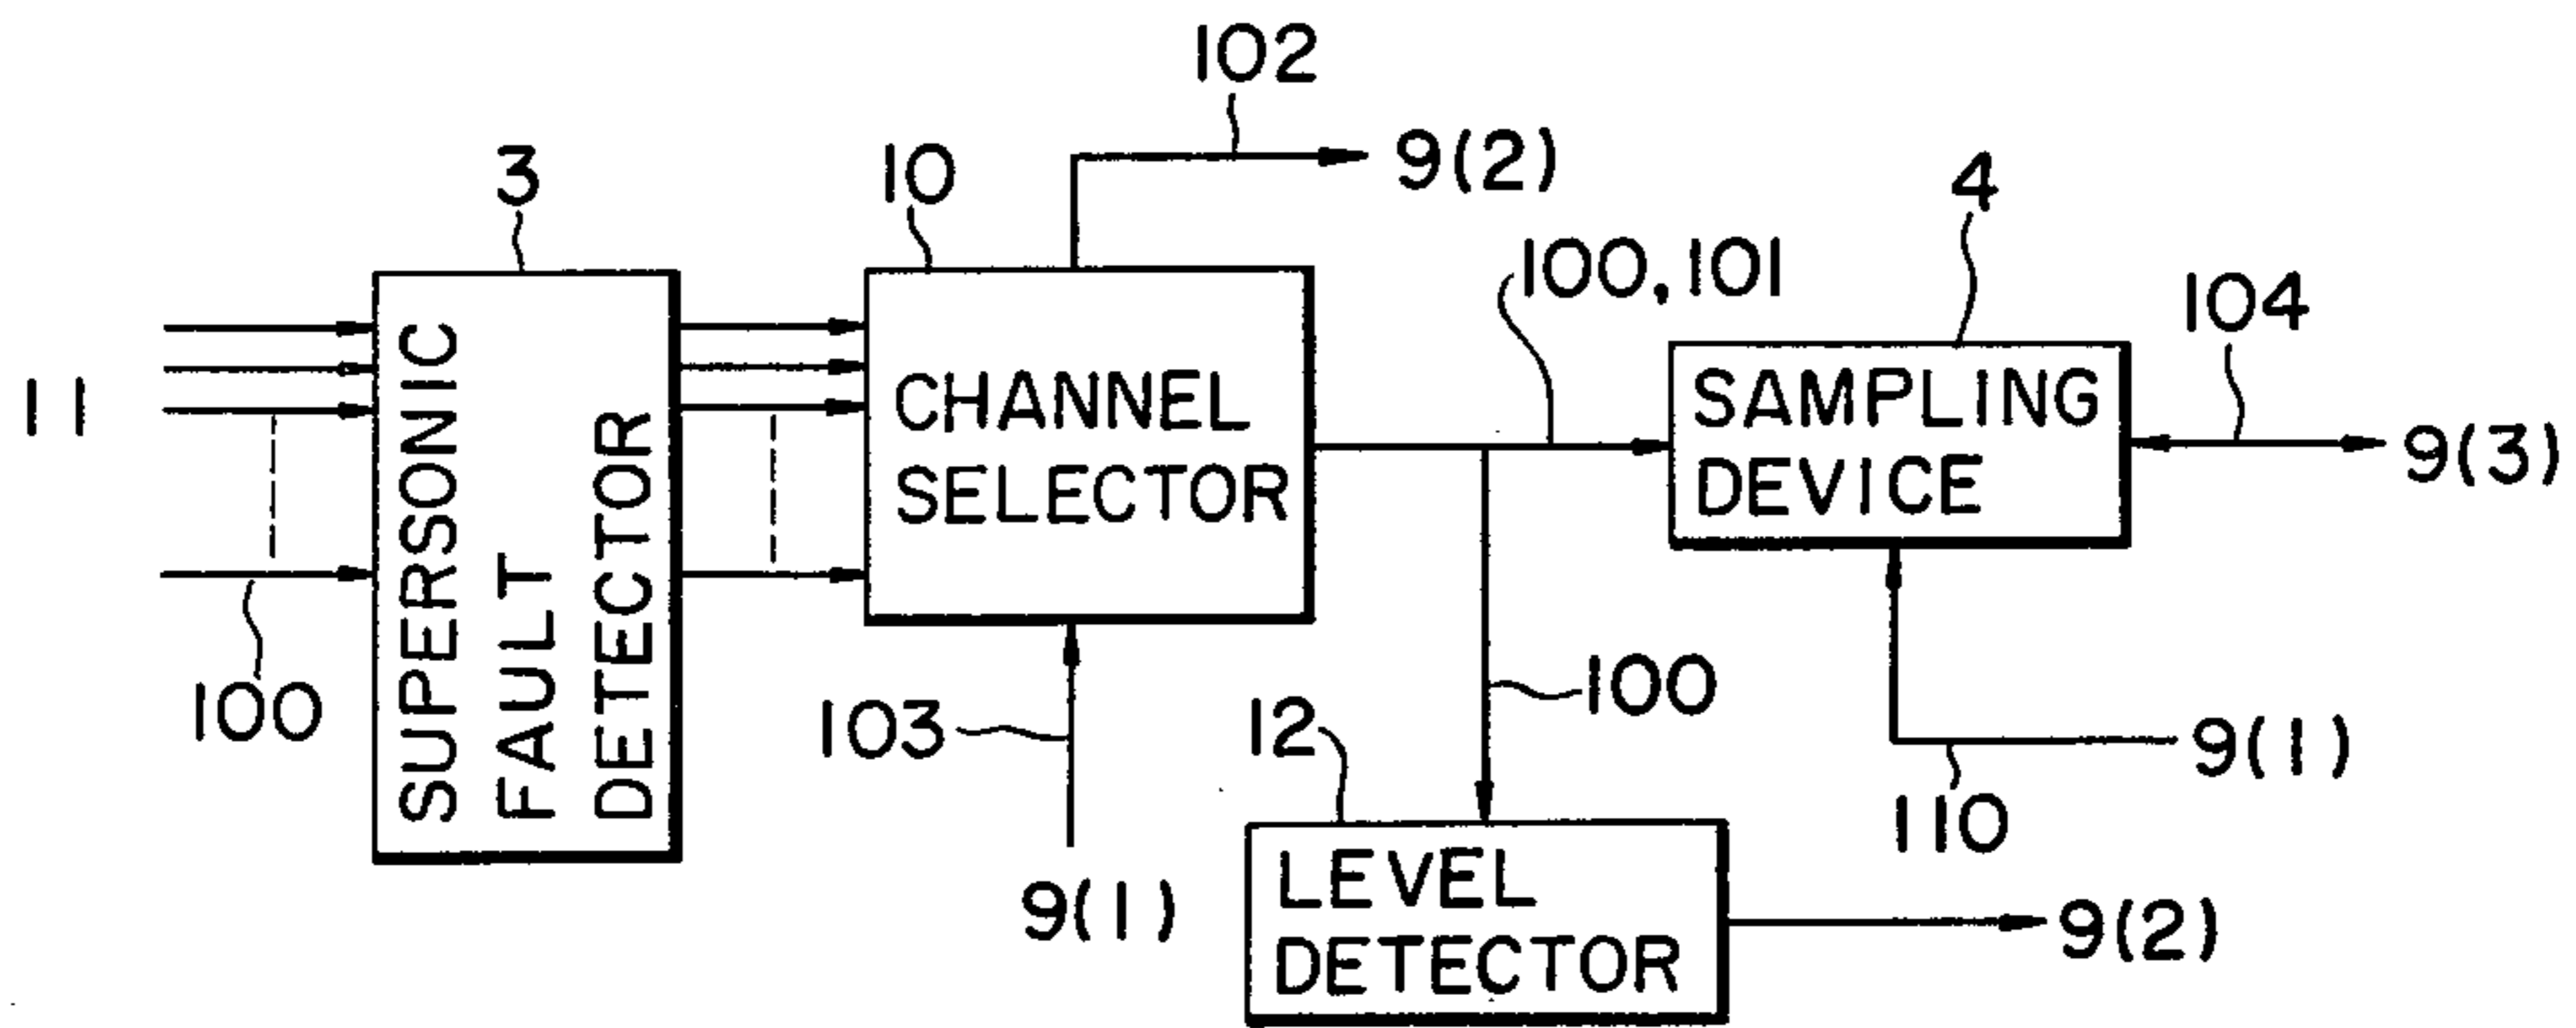 102
9(2)
3
10
4
100,101
104
11
SUPERSONIC
FAULT
DETECTOR
CHANNEL
SELECTOR
SAMPLING
DEVICE
9(3)
100
103
100
12
9(1)
110
9(1)
LEVEL
DETECTOR
9(2)